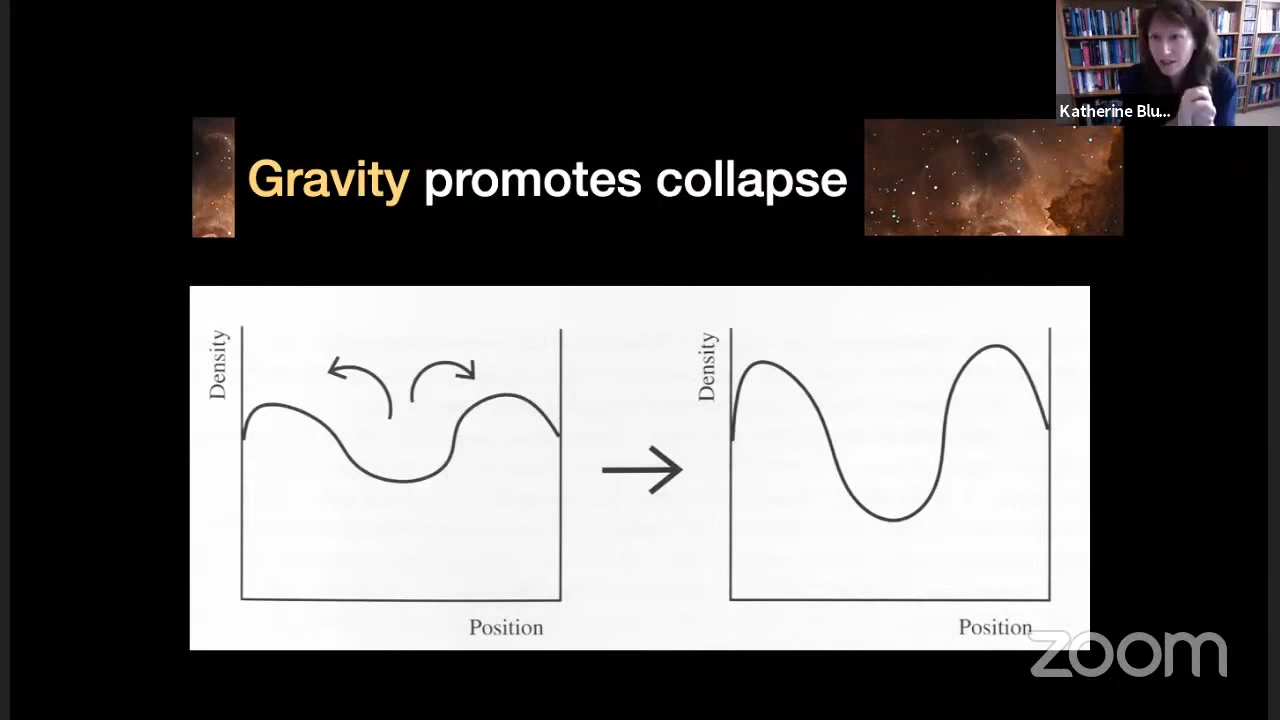 Katherine Blu...
Gravity promotes collapse
Density
Density
Position
Position
zoom